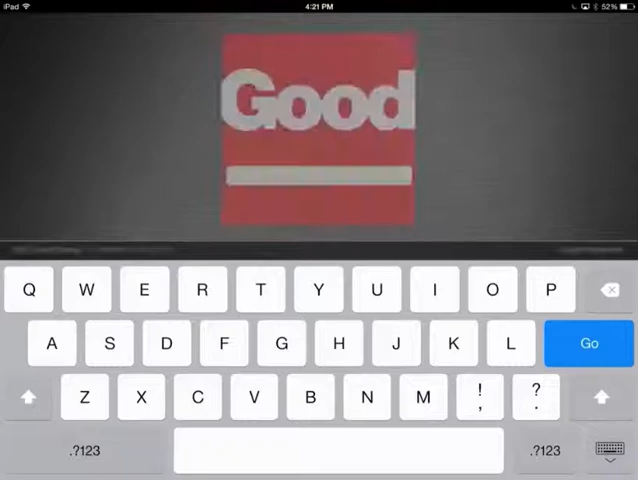 iPad 4:21 PM 52%
Good
Q W E R T Y U I O P
A S D F G H J K L Go
Z X C V B N M ! , ? .
.?123 .?123